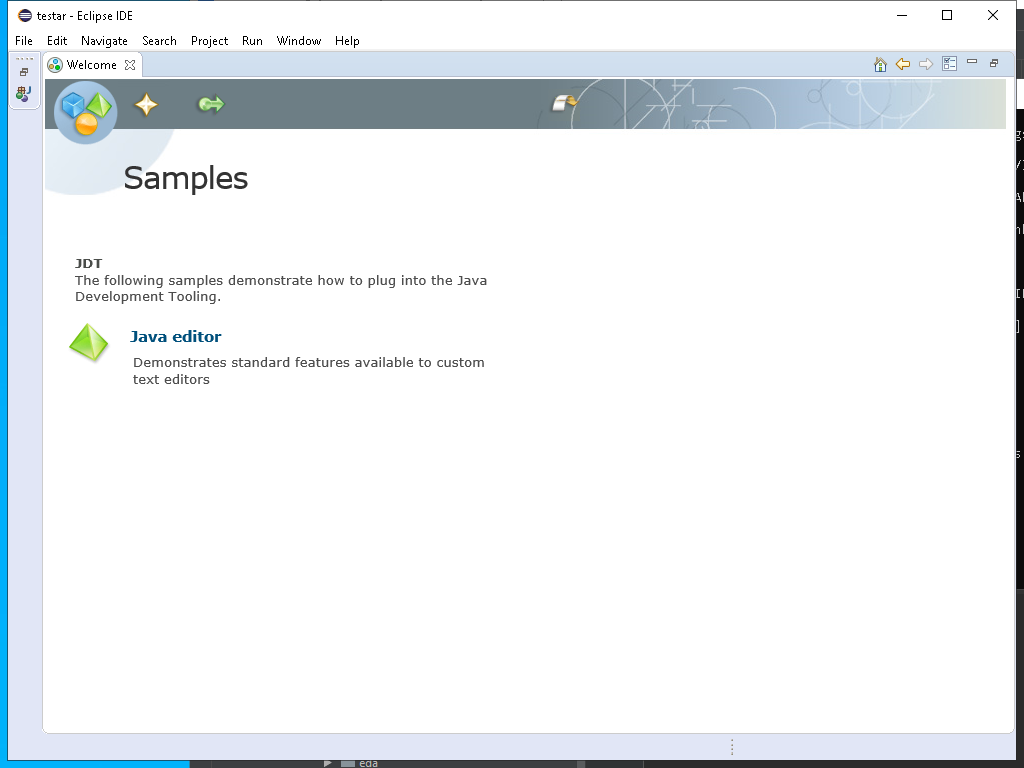 testar - Eclipse IDE
File Edit Navigate Search Project Run Window Help
Welcome
Samples
JDT
The following samples demonstrate how to plug into the Java
Development Tooling.
Java editor
Demonstrates standard features available to custom
text editors
eda